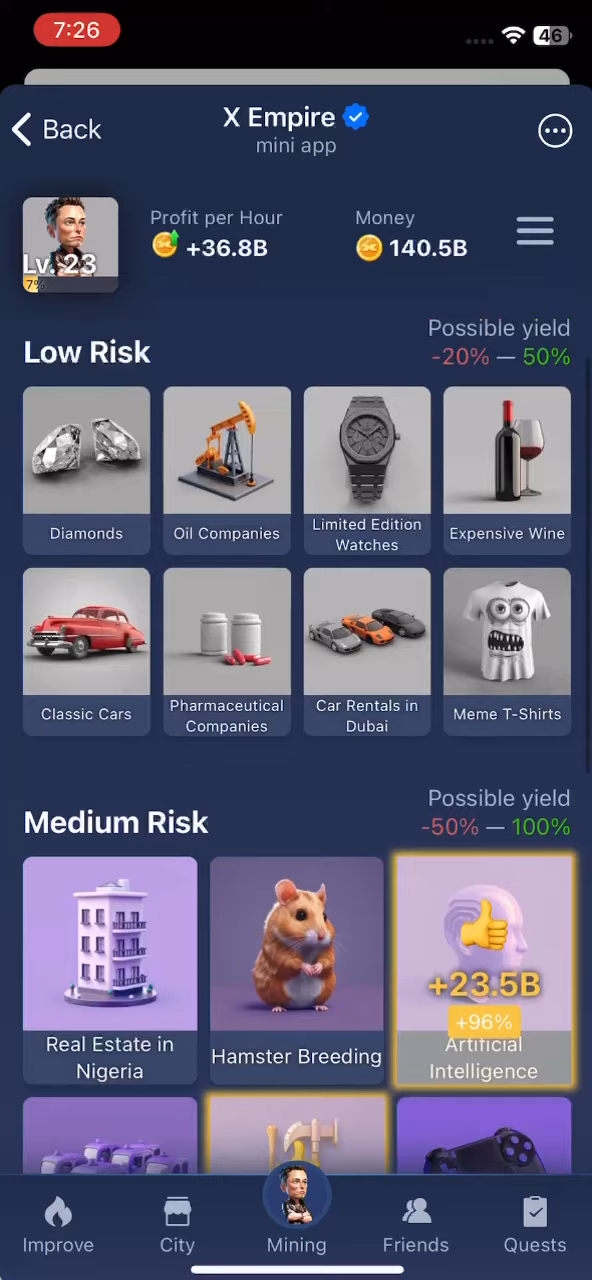 7:26
46
Back
X Empire
mini app
Profit per Hour
+36.8B
Money
140.5B
Lv. 23
7%
Low Risk
Possible yield
-20% — 50%
Diamonds
Oil Companies
Limited Edition
Watches
Expensive Wine
Classic Cars
Pharmaceutical
Companies
Car Rentals in
Dubai
Meme T-Shirts
Medium Risk
Possible yield
-50% — 100%
Real Estate in
Nigeria
Hamster Breeding
+23.5B
+96%
Artificial
Intelligence
Improve
City
Mining
Friends
Quests